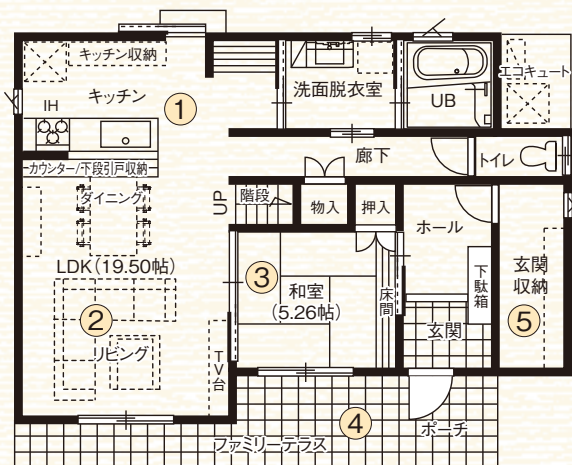 キッチン収納
キッチン
①
IH
洗面脱衣室
UB
エコキュート
カウンター/下段引戸収納
ダイニング
廊下
トイレ
UP
階段
物入
押入
ホール
LDK(19.50帖)
②
リビング
TV台
③
和室
(5.26帖)
床間
下駄箱
玄関
玄関
収納
⑤
④
ファミリーテラス
ポーチ